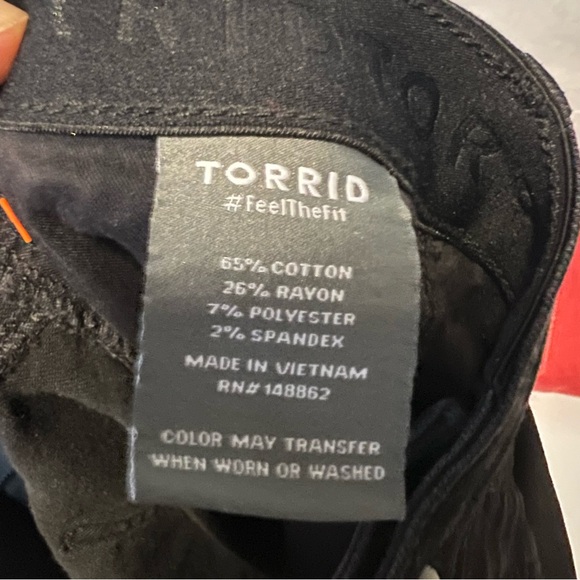 TORRID
#FeelTheFit
65% COTTON
26% RAYON
7% POLYESTER
2% SPANDEX
MADE IN VIETNAM
RN# 148862
COLOR MAY TRANSFER
WHEN WORN OR WASHED
TOR